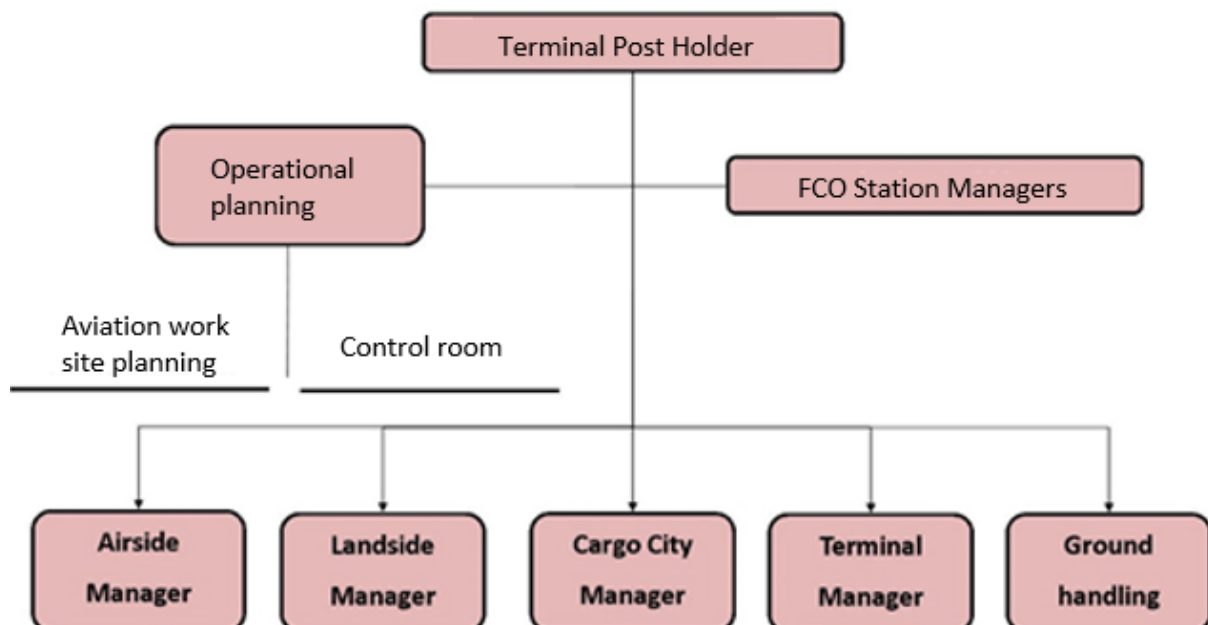 Terminal Post Holder
Operational
planning
FCO Station Managers
Aviation work
site planning
Control room
Airside
Manager
Landside
Manager
Cargo City
Manager
Terminal
Manager
Ground
handling